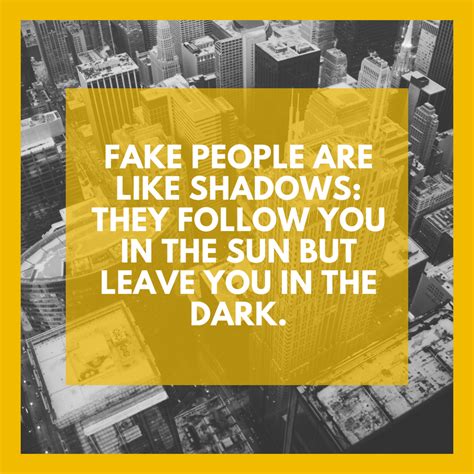 FAKE PEOPLE ARE
LIKE SHADOWS:
THEY FOLLOW YOU
IN THE SUN BUT
LEAVE YOU IN THE
DARK.